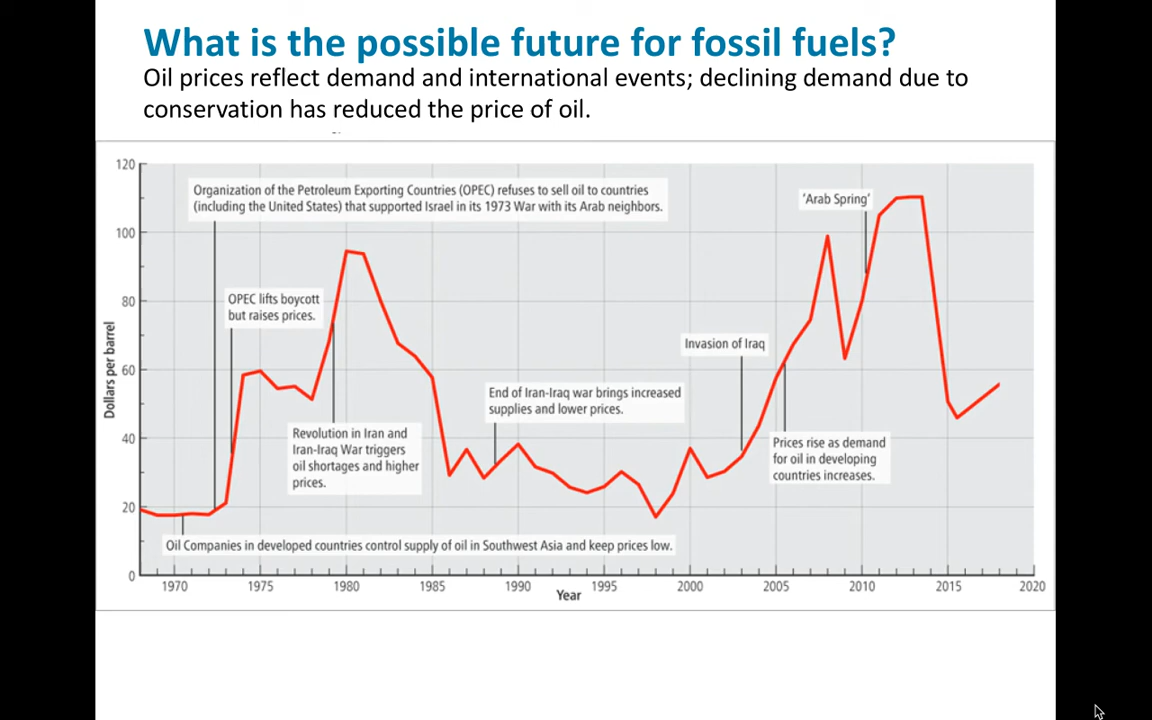 What is the possible future for fossil fuels?
Oil prices reflect demand and international events; declining demand due to
conservation has reduced the price of oil.
120
100
80
60
40
20
0
Dollars per barrel
Organization of the Petroleum Exporting Countries (OPEC) refuses to sell oil to countries
(including the United States) that supported Israel in its 1973 War with its Arab neighbors.
'Arab Spring'
OPEC lifts boycott
but raises prices.
Invasion of Iraq
End of Iran-Iraq war brings increased
supplies and lower prices.
Revolution in Iran and
Iran-Iraq War triggers
oil shortages and higher
prices.
Prices rise as demand
for oil in developing
countries increases.
Oil Companies in developed countries control supply of oil in Southwest Asia and keep prices low.
1970 1975 1980 1985 1990 1995 2000 2005 2010 2015 2020
Year